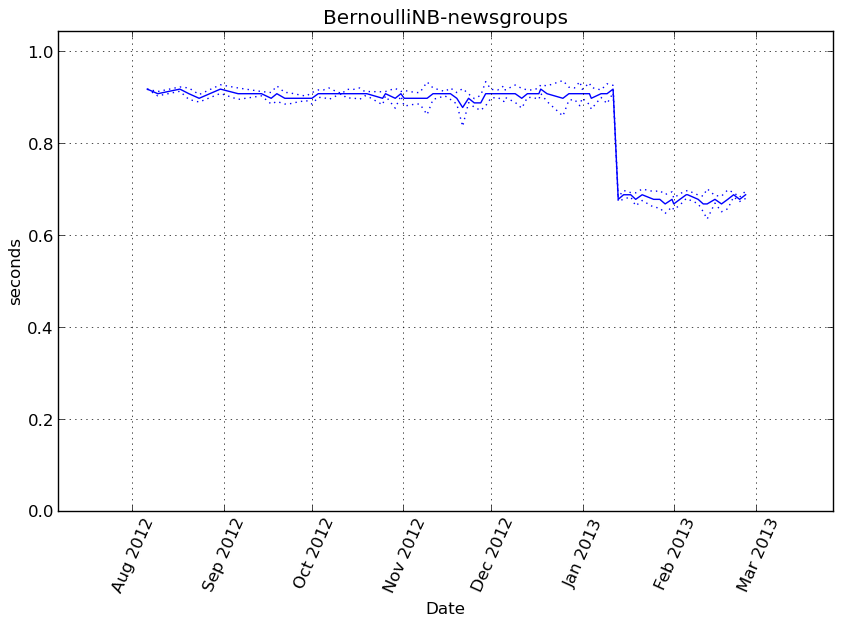 BernoulliNB-newsgroups
1.0
0.8
0.6
0.4
0.2
0.0
seconds
Aug 2012
Sep 2012
Oct 2012
Nov 2012
Dec 2012
Jan 2013
Feb 2013
Mar 2013
Date